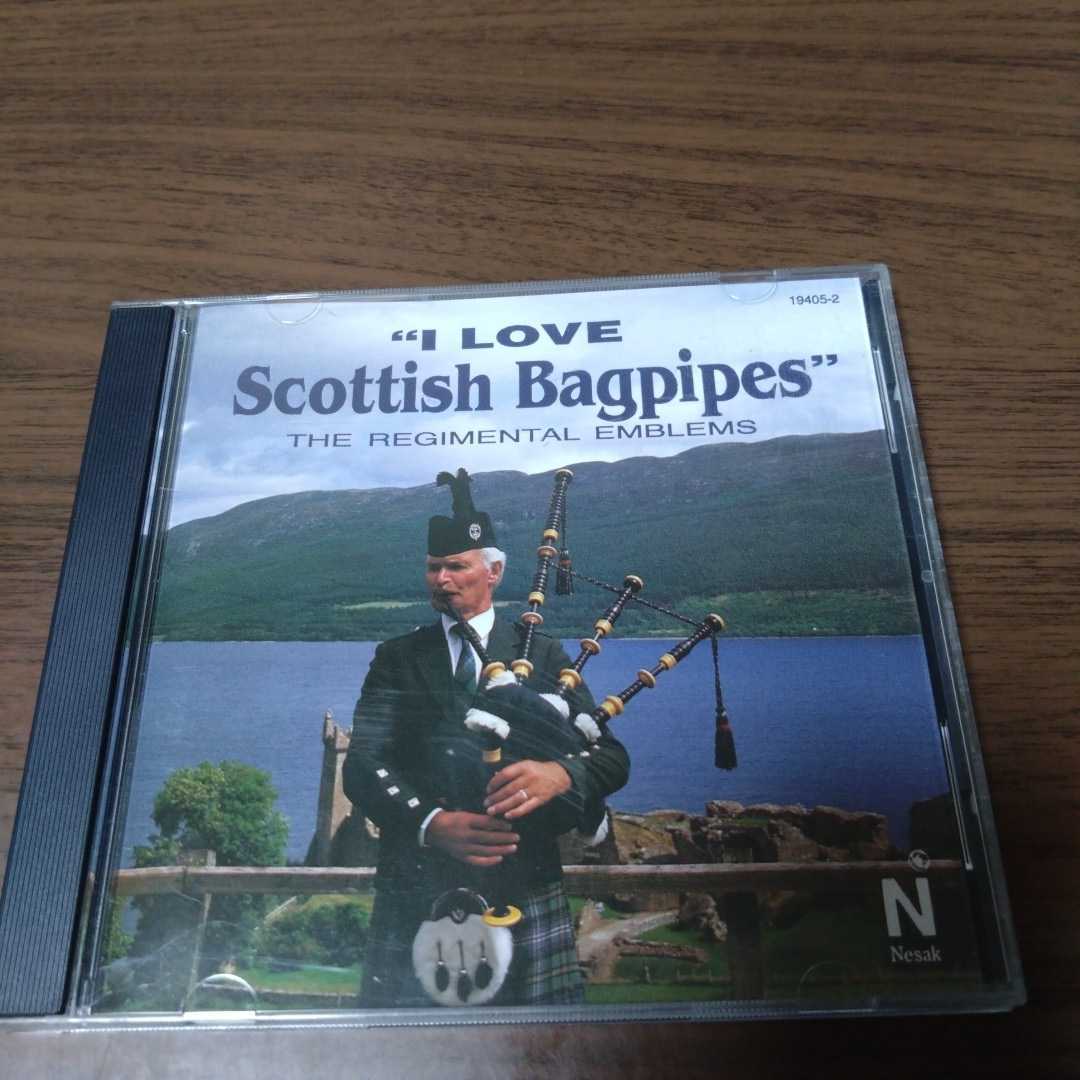 19405-2
“I LOVE
Scottish Bagpipes”
THE REGIMENTAL EMBLEMS
N
Nesak